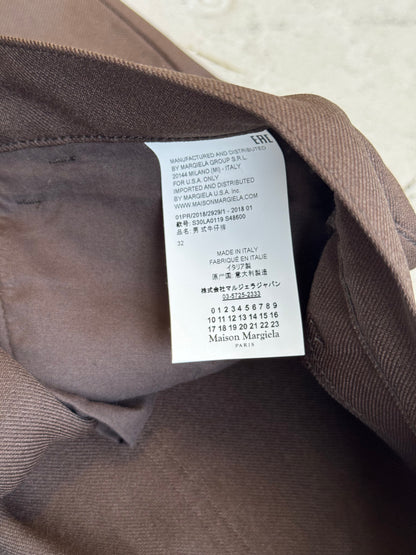 EAC
MANUFACTURED AND DISTRIBUTED
BY MARGIELA GROUP S.R.L.
20144 MILANO (MI) - ITALY
FOR U.S.A. ONLY
IMPORTED AND DISTRIBUTED
BY MARGIELA U.S.A. Inc.
WWW.MAISONMARGIELA.COM
01PR/2018/2929/1 - 2018 01
款号: S30LA0119 S48600
品名: 男 式牛仔裤
32
MADE IN ITALY
FABRIQUÉ EN ITALIE
イタリア製
原产国: 意大利製造
株式会社マルジェラジャパン
03-5725-2332
0 1 2 3 4 5 6 7 8 9
10 11 12 13 14 15 16
17 18 19 20 21 22 23
Maison Margiela
PARIS